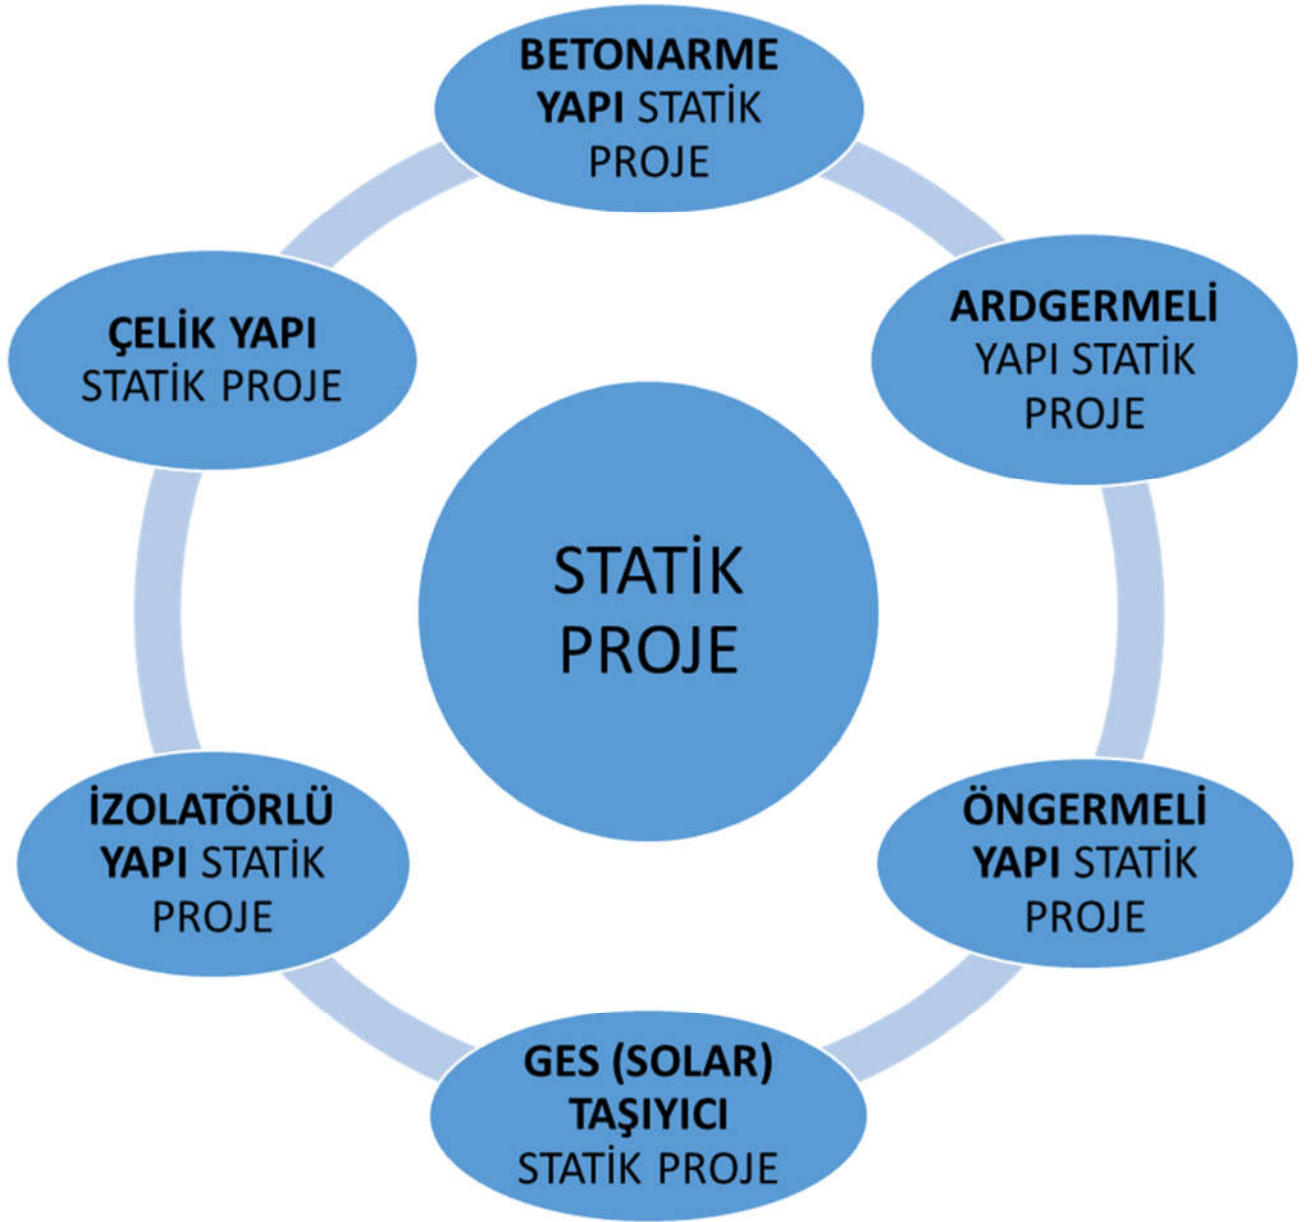 BETONARME
YAPI STATİK
PROJE
ARDGERMELİ
YAPI STATİK
PROJE
ÇELİK YAPI
STATİK PROJE
STATİK
PROJE
İZOLATÖRLÜ
YAPI STATİK
PROJE
ÖNGERMELİ
YAPI STATİK
PROJE
GES (SOLAR)
TAŞIYICI
STATİK PROJE